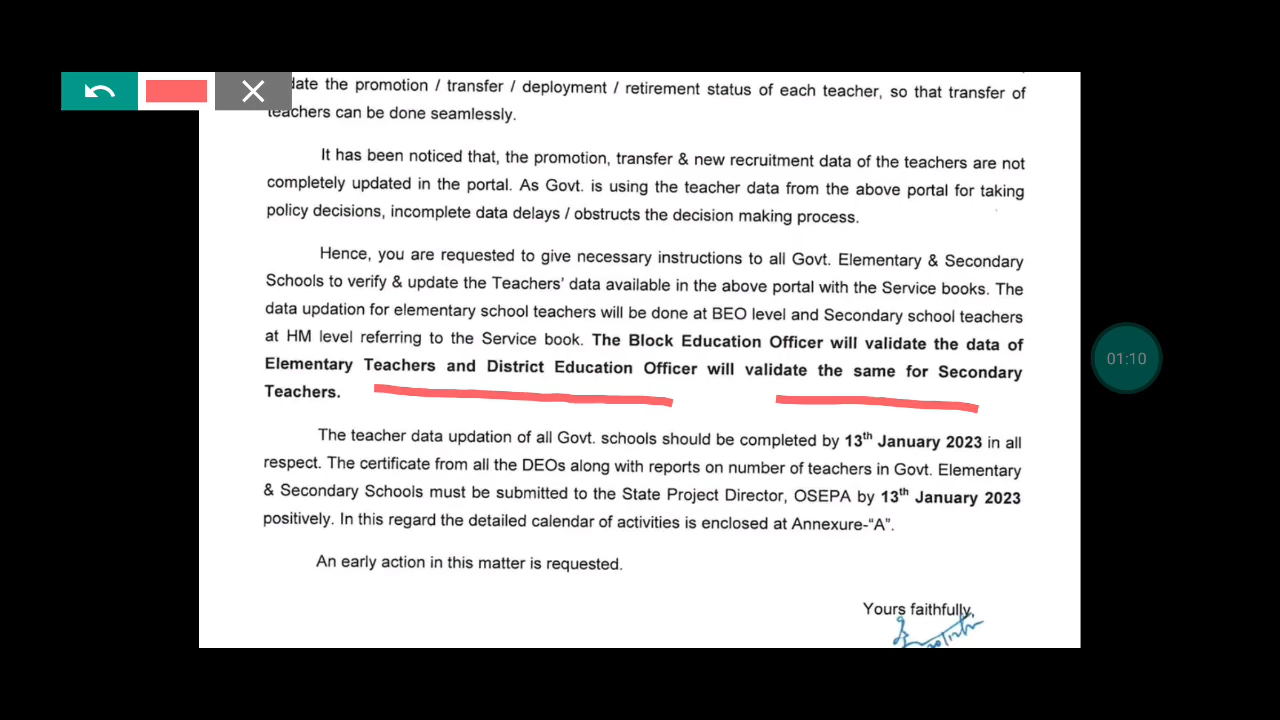 date the promotion / transfer / deployment / retirement status of each teacher, so that transfer of
teachers can be done seamlessly.
It has been noticed that, the promotion, transfer & new recruitment data of the teachers are not
completely updated in the portal. As Govt. is using the teacher data from the above portal for taking
policy decisions, incomplete data delays / obstructs the decision making process.
Hence, you are requested to give necessary instructions to all Govt. Elementary & Secondary
Schools to verify & update the Teachers' data available in the above portal with the Service books. The
data updation for elementary school teachers will be done at BEO level and Secondary school teachers
at HM level referring to the Service book. The Block Education Officer will validate the data of
Elementary Teachers and District Education Officer will validate the same for Secondary
Teachers.
The teacher data updation of all Govt. schools should be completed by 13th January 2023 in all
respect. The certificate from all the DEOs along with reports on number of teachers in Govt. Elementary
& Secondary Schools must be submitted to the State Project Director, OSEPA by 13th January 2023
positively. In this regard the detailed calendar of activities is enclosed at Annexure-“A”.
An early action in this matter is requested.
Yours faithfully,
01:10